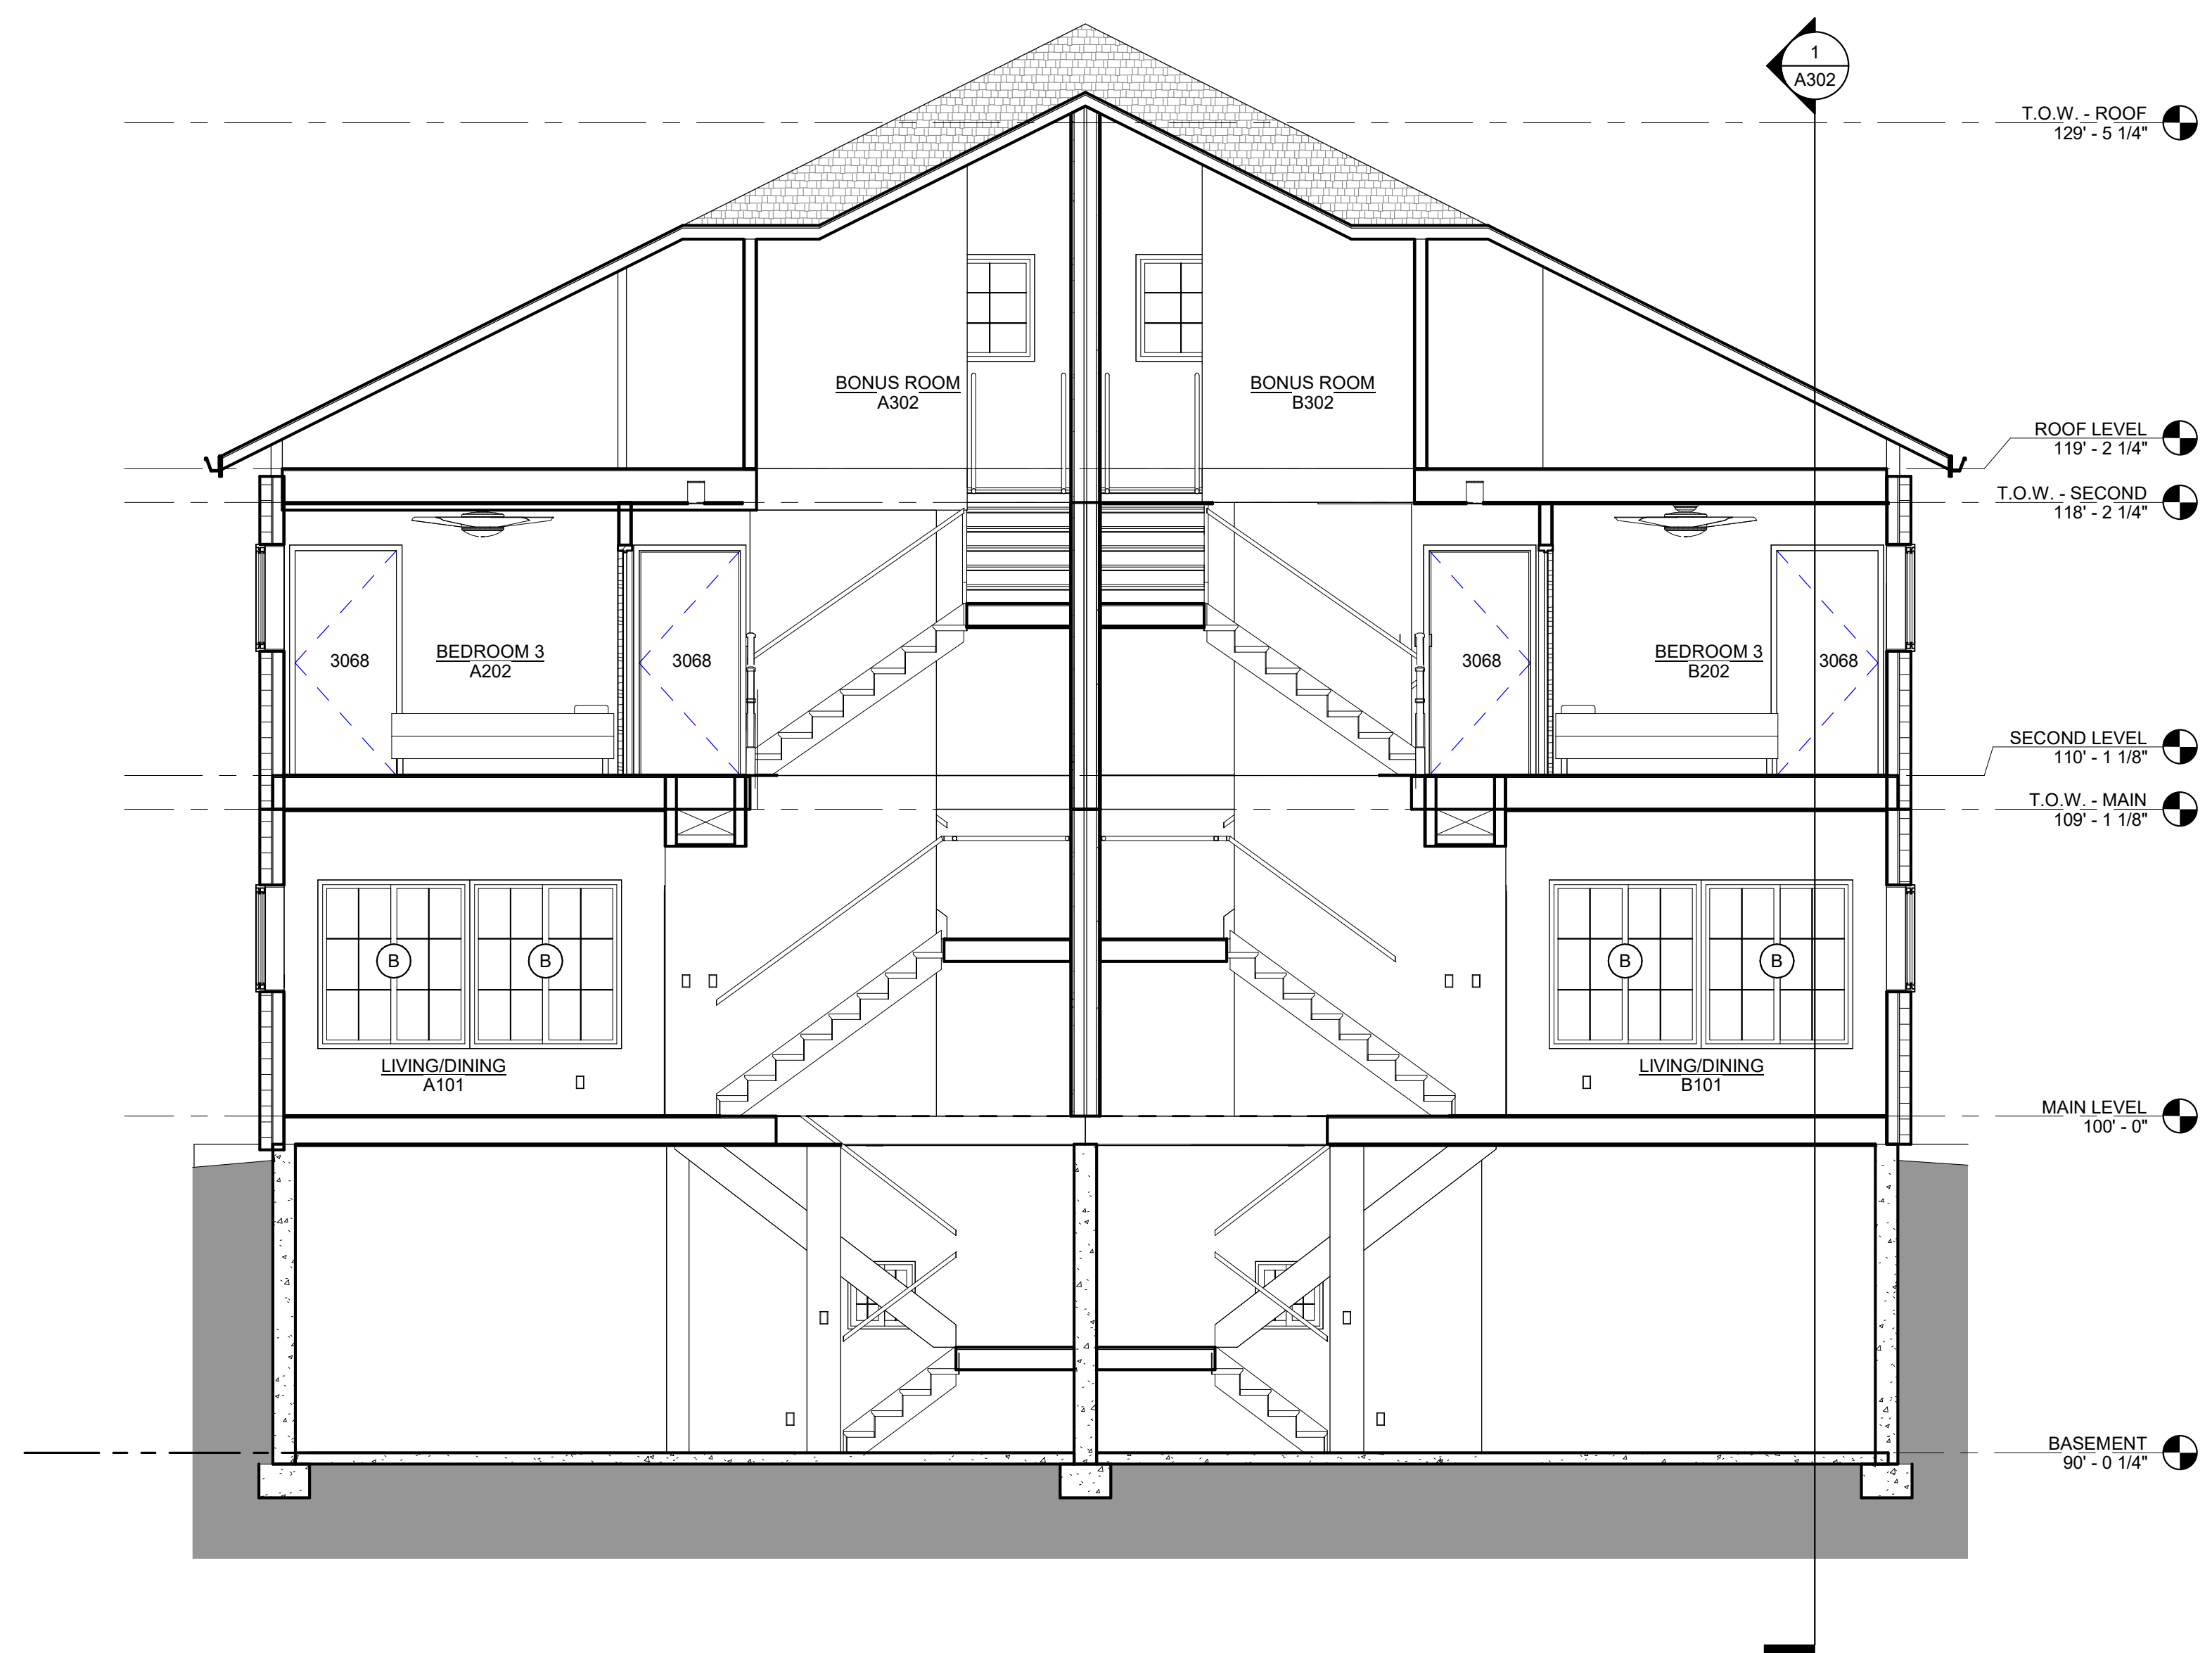 1
A302
T.O.W. - ROOF
129' - 5 1/4"
BONUS ROOM
A302
BONUS ROOM
B302
ROOF LEVEL
119' - 2 1/4"
T.O.W. - SECOND
118' - 2 1/4"
3068
BEDROOM 3
A202
3068
3068
BEDROOM 3
B202
3068
SECOND LEVEL
110' - 1 1/8"
T.O.W. - MAIN
109' - 1 1/8"
B
B
B
B
LIVING/DINING
A101
LIVING/DINING
B101
MAIN LEVEL
100' - 0"
BASEMENT
90' - 0 1/4"